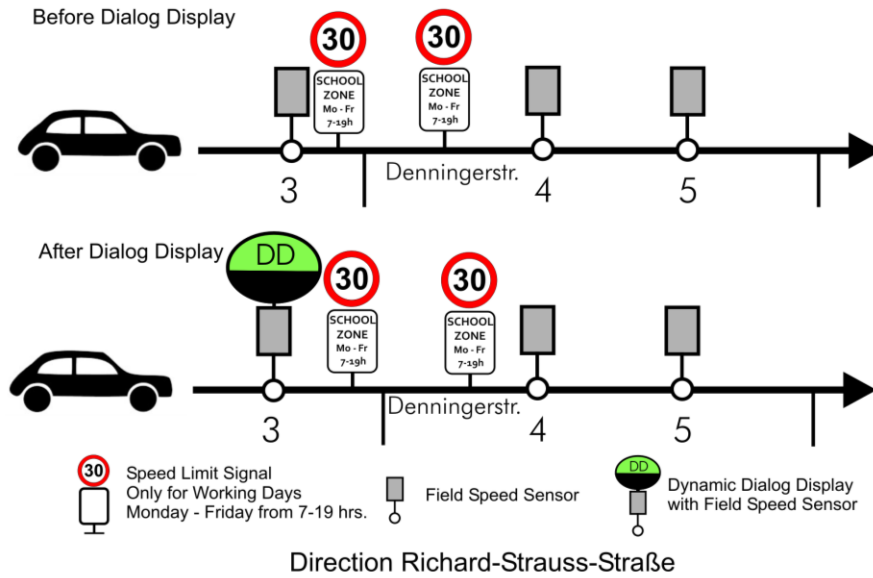 Before Dialog Display
30
30
SCHOOL
ZONE
Mo - Fr
7-19h
SCHOOL
ZONE
Mo - Fr
7-19h
Denningerstr.
3
4
5
After Dialog Display
DD
30
30
SCHOOL
ZONE
Mo - Fr
7-19h
SCHOOL
ZONE
Mo - Fr
7-19h
Denningerstr.
3
4
5
30
Speed Limit Signal
Only for Working Days
Monday - Friday from 7-19 hrs.
Field Speed Sensor
DD
Dynamic Dialog Display
with Field Speed Sensor
Direction Richard-Strauss-Straße